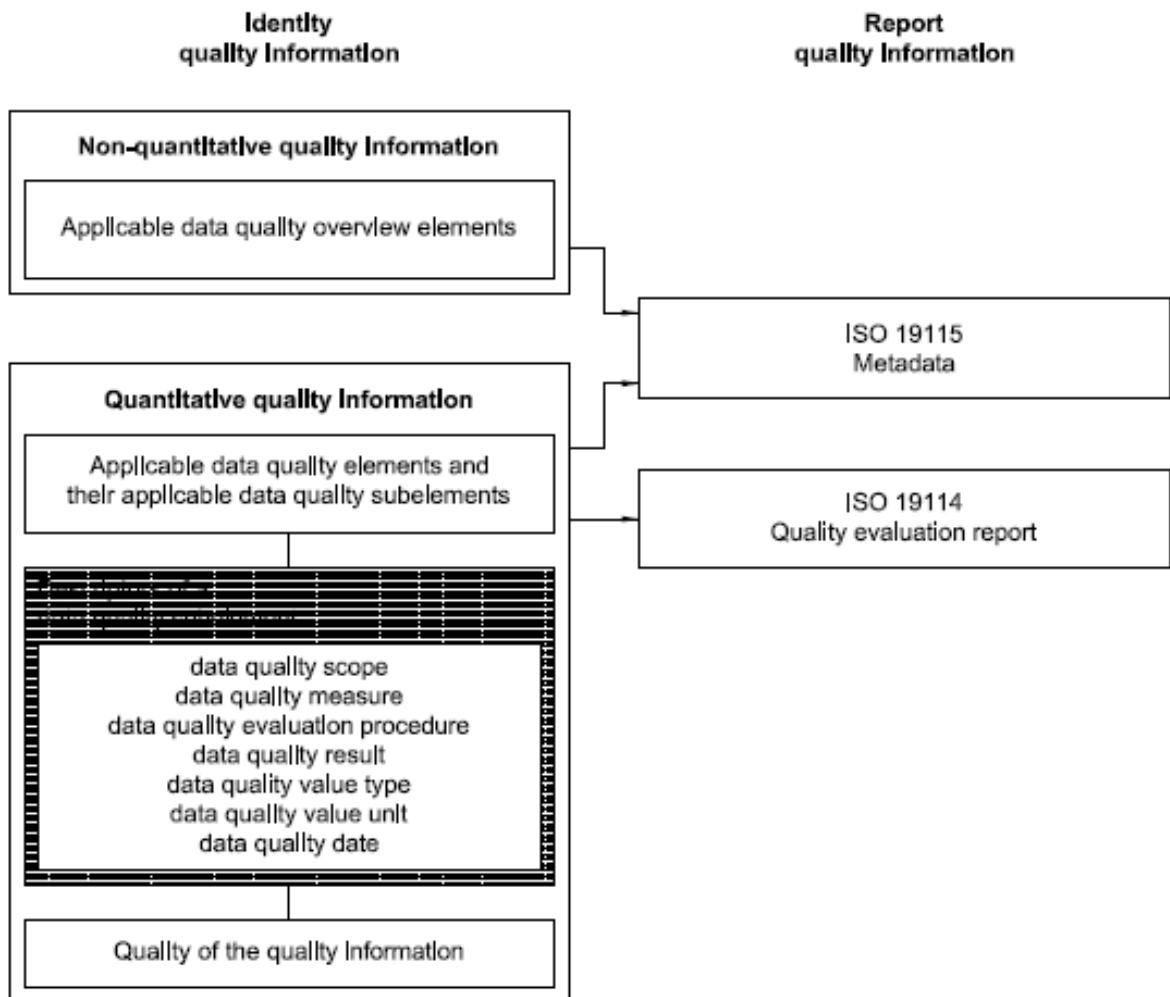 Identity
quality Information
Report
quality Information
Non-quantitative quality Information
Applicable data quality overview elements
ISO 19115
Metadata
Quantitative quality Information
Applicable data quality elements and
their applicable data quality subelements
ISO 19114
Quality evaluation report
data quality scope
data quality measure
data quality evaluation procedure
data quality result
data quality value type
data quality value unit
data quality date
Quality of the quality Information